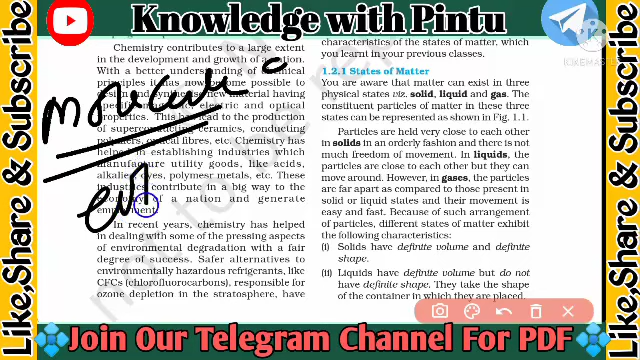 Knowledge with Pintu
Like,Share & Subscribe
Chemistry contributes to a large extent
in the development and growth of a nation.
With a better understanding of chemical
principles has now become possible to
and synthesise new material having
specific electric and optical
properties. This has lead to the production
of superconducting ceramics, conducting
polymers, optical fibres, etc. Chemistry has
helped in establishing industries which
manufacture utility goods, like acids,
alkalies, dyes, polymers, metals, etc. These
industries contribute in a big way to the
economy of a nation and generate
employment.
In recent years, chemistry has helped
in dealing with some of the pressing aspects
of environmental degradation with a fair
degree of success. Safer alternatives to
environmentally hazardous refrigerants, like
CFCs (chlorofluorocarbons), responsible for
ozone depletion in the stratosphere, have
characteristics of the states of matter, which
you learnt in your previous classes.
1.2.1 States of Matter
You are aware that matter can exist in three
physical states viz. solid, liquid and gas. The
constituent particles of matter in these three
states can be represented as shown in Fig. 1.1.
Particles are held very close to each other
in solids in an orderly fashion and there is
not much freedom of movement. In liquids,
the particles are close to each other but they
can move around. However, in gases, the particles
are far apart as compared to those present in
solid or liquid states and their movement is
easy and fast. Because of such arrangement
of particles, different states of matter exhibit
the following characteristics:
(i) Solids have definite volume and definite
shape.
(ii) Liquids have definite volume but do not
have definite shape. They take the shape
of the container in which they are placed.
Like,Share & Subscribe
Join Our Telegram Channel For PDF